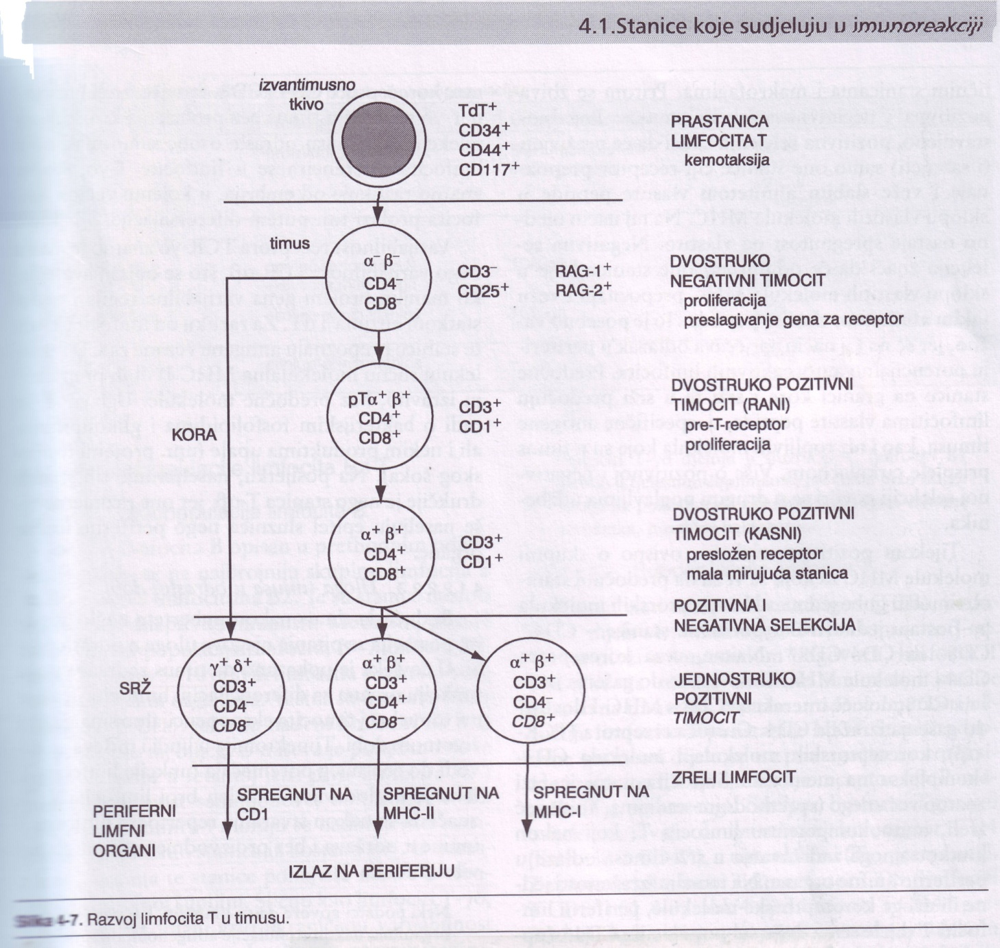 4.1.Stanice koje sudjeluju u imunoreakciji
izvantimusno
tkivo
TdT⁺
CD34⁺
CD44⁺
CD117⁺
PRASTANICA
LIMFOCITA T
kemotaksija
timus
α⁻β⁻
CD4⁻
CD8⁻
CD3⁻
CD25⁺
RAG-1⁺
RAG-2⁺
DVOSTRUKO
NEGATIVNI TIMOCIT
proliferacija
preslagivanje gena za receptor
KORA
pTα⁺β⁺
CD4⁺
CD8⁺
CD3⁺
CD1⁺
DVOSTRUKO POZITIVNI
TIMOCIT (RANI)
pre-T-receptor
proliferacija
α⁺β⁺
CD4⁺
CD8⁺
CD3⁺
CD1⁺
DVOSTRUKO POZITIVNI
TIMOCIT (KASNI)
presložen receptor
mala mirujuća stanica
POZITIVNA I
NEGATIVNA SELEKCIJA
SRŽ
γ⁺δ⁺
CD3⁺
CD4⁻
CD8⁻
α⁺β⁺
CD3⁺
CD4⁺
CD8⁻
α⁺β⁺
CD3⁺
CD4⁻
CD8⁺
JEDNOSTRUKO
POZITIVNI
TIMOCIT
ZRELI LIMFOCIT
PERIFERNI
LIMFNI
ORGANI
SPREGNUT NA
CD1
SPREGNUT NA
MHC-II
SPREGNUT NA
MHC-I
IZLAZ NA PERIFERIJU
Slika 4-7. Razvoj limfocita T u timusu.